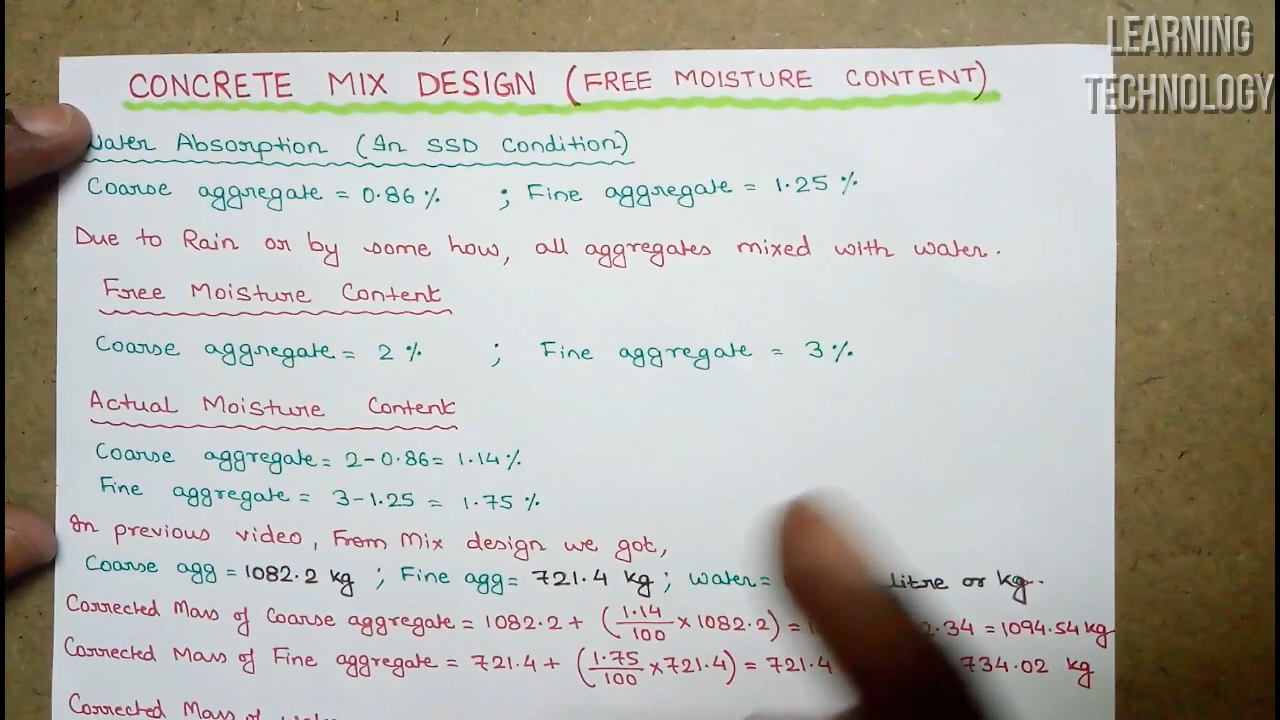 LEARNING
TECHNOLOGY
CONCRETE MIX DESIGN (FREE MOISTURE CONTENT)
Water Absorption (In SSD Condition)
Coarse aggregate = 0.86 % ; Fine aggregate = 1.25 %
Due to Rain or by some how, all aggregates mixed with water.
Free Moisture Content
Coarse aggregate = 2 % ; Fine aggregate = 3 %
Actual Moisture Content
Coarse aggregate = 2-0.86 = 1.14 %
Fine aggregate = 3-1.25 = 1.75 %
In previous video, From Mix design we got,
Coarse agg = 1082.2 kg ; Fine agg = 721.4 kg ; Water = litre or kg.
Corrected Mass of Coarse aggregate = 1082.2 + (1.14/100 x 1082.2) = 2.34 = 1094.54 kg
Corrected Mass of Fine aggregate = 721.4 + (1.75/100 x 721.4) = 721.4 734.02 kg
Corrected Mass of